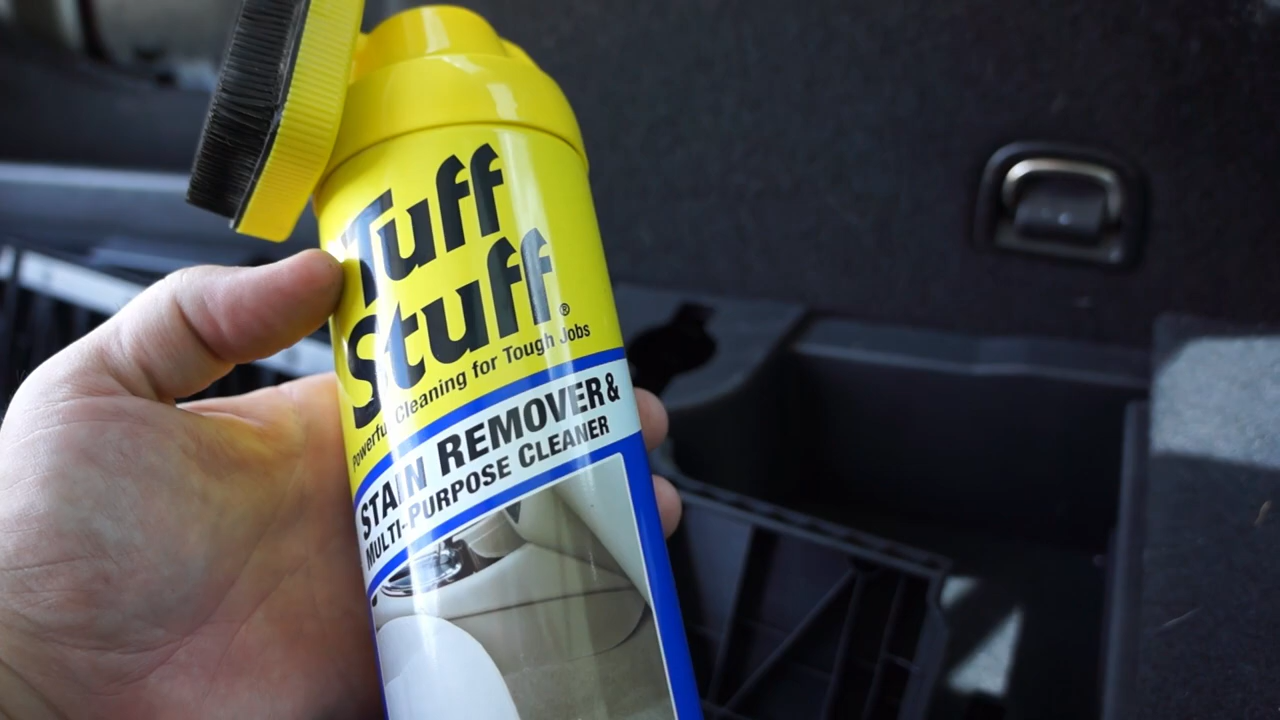 Tuff
Stuff®
Powerful Cleaning for Tough Jobs
STAIN REMOVER &
MULTI-PURPOSE CLEANER